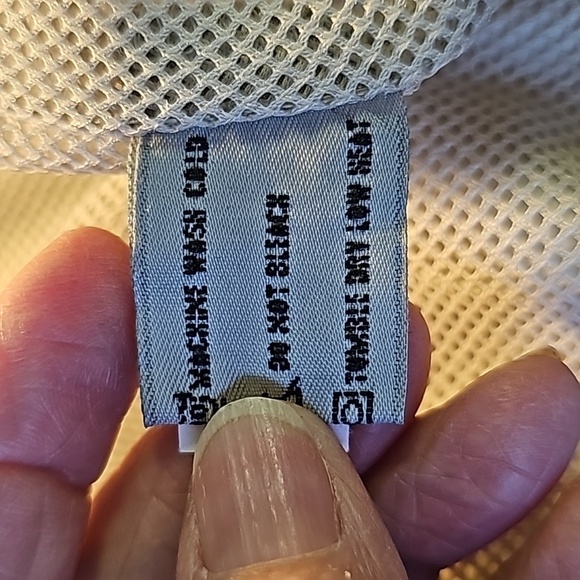 MACHINE WASH COLD
DO NOT BLEACH
TUMBLE DRY LOW HEAT